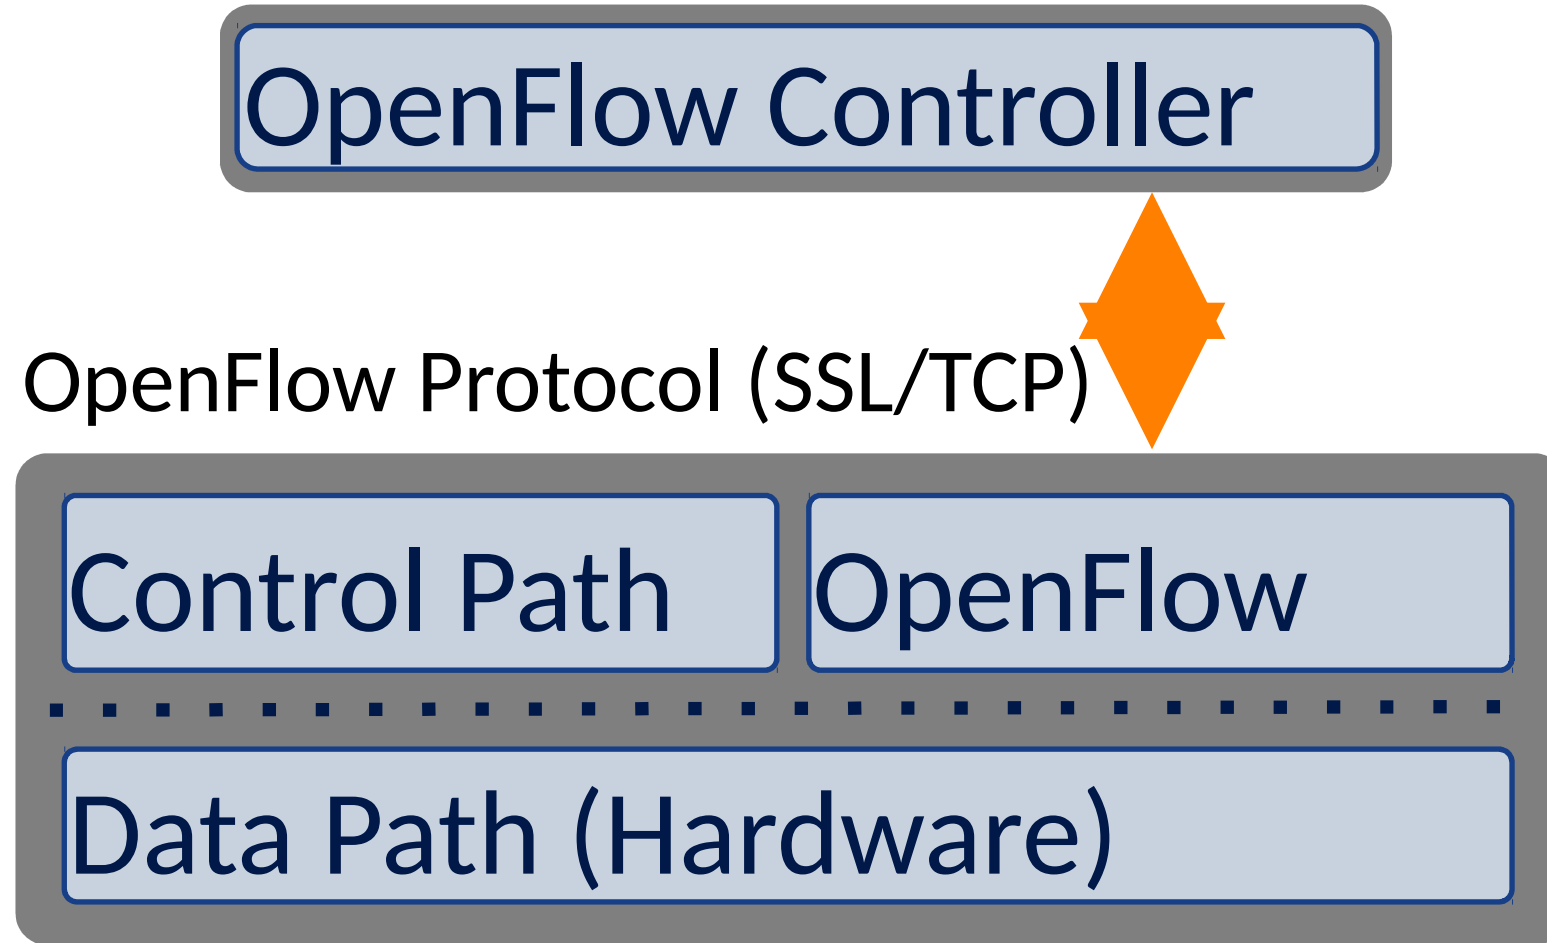 OpenFlow Controller
OpenFlow Protocol (SSL/TCP)
Control Path
OpenFlow
Data Path (Hardware)